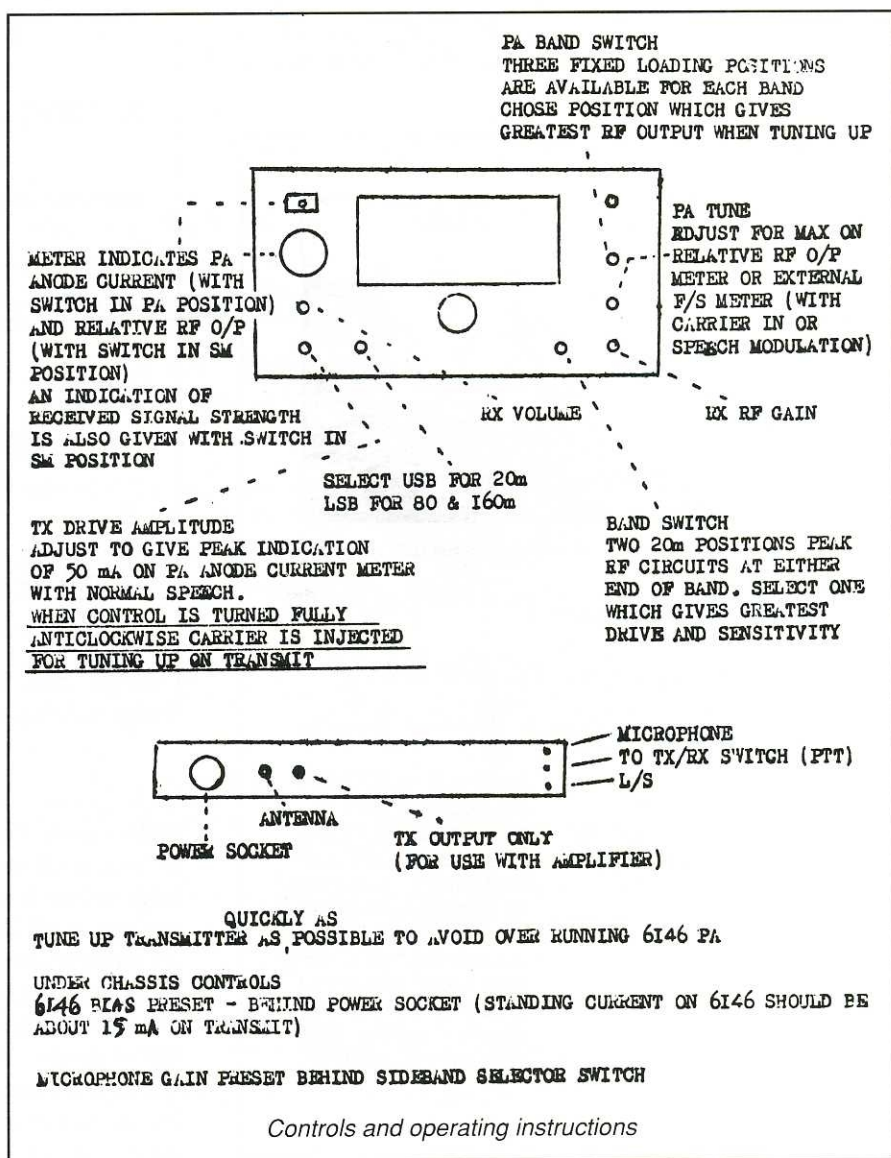 PA BAND SWITCH
THREE FIXED LOADING POSITIONS
ARE AVAILABLE FOR EACH BAND
CHOSE POSITION WHICH GIVES
GREATEST RF OUTPUT WHEN TUNING UP
PA TUNE
ADJUST FOR MAX ON
RELATIVE RF O/P
METER OR EXTERNAL
F/S METER (WITH
CARRIER IN OR
SPEECH MODULATION)
METER INDICATES PA
ANODE CURRENT (WITH
SWITCH IN PA POSITION)
AND RELATIVE RF O/P
(WITH SWITCH IN SM
POSITION)
AN INDICATION OF
RECEIVED SIGNAL STRENGTH
IS ALSO GIVEN WITH SWITCH IN
SM POSITION
RX VOLUME
RX RF GAIN
SELECT USB FOR 20m
LSB FOR 80 & I60m
TX DRIVE AMPLITUDE
ADJUST TO GIVE PEAK INDICATION
OF 50 mA ON PA ANODE CURRENT METER
WITH NORMAL SPEECH.
WHEN CONTROL IS TURNED FULLY
ANTICLOCKWISE CARRIER IS INJECTED
FOR TUNING UP ON TRANSMIT
BAND SWITCH
TWO 20m POSITIONS PEAK
RF CIRCUITS AT EITHER
END OF BAND. SELECT ONE
WHICH GIVES GREATEST
DRIVE AND SENSITIVITY
MICROPHONE
TO TX/RX SWITCH (PTT)
L/S
ANTENNA
POWER SOCKET
TX OUTPUT ONLY
(FOR USE WITH AMPLIFIER)
QUICKLY AS
TUNE UP TRANSMITTER AS POSSIBLE TO AVOID OVER RUNNING 6I46 PA
UNDER CHASSIS CONTROLS
6I46 BIAS PRESET - BEHIND POWER SOCKET (STANDING CURRENT ON 6I46 SHOULD BE
ABOUT 15 mA ON TRANSMIT)
MICROPHONE GAIN PRESET BEHIND SIDEBAND SELECTOR SWITCH
Controls and operating instructions